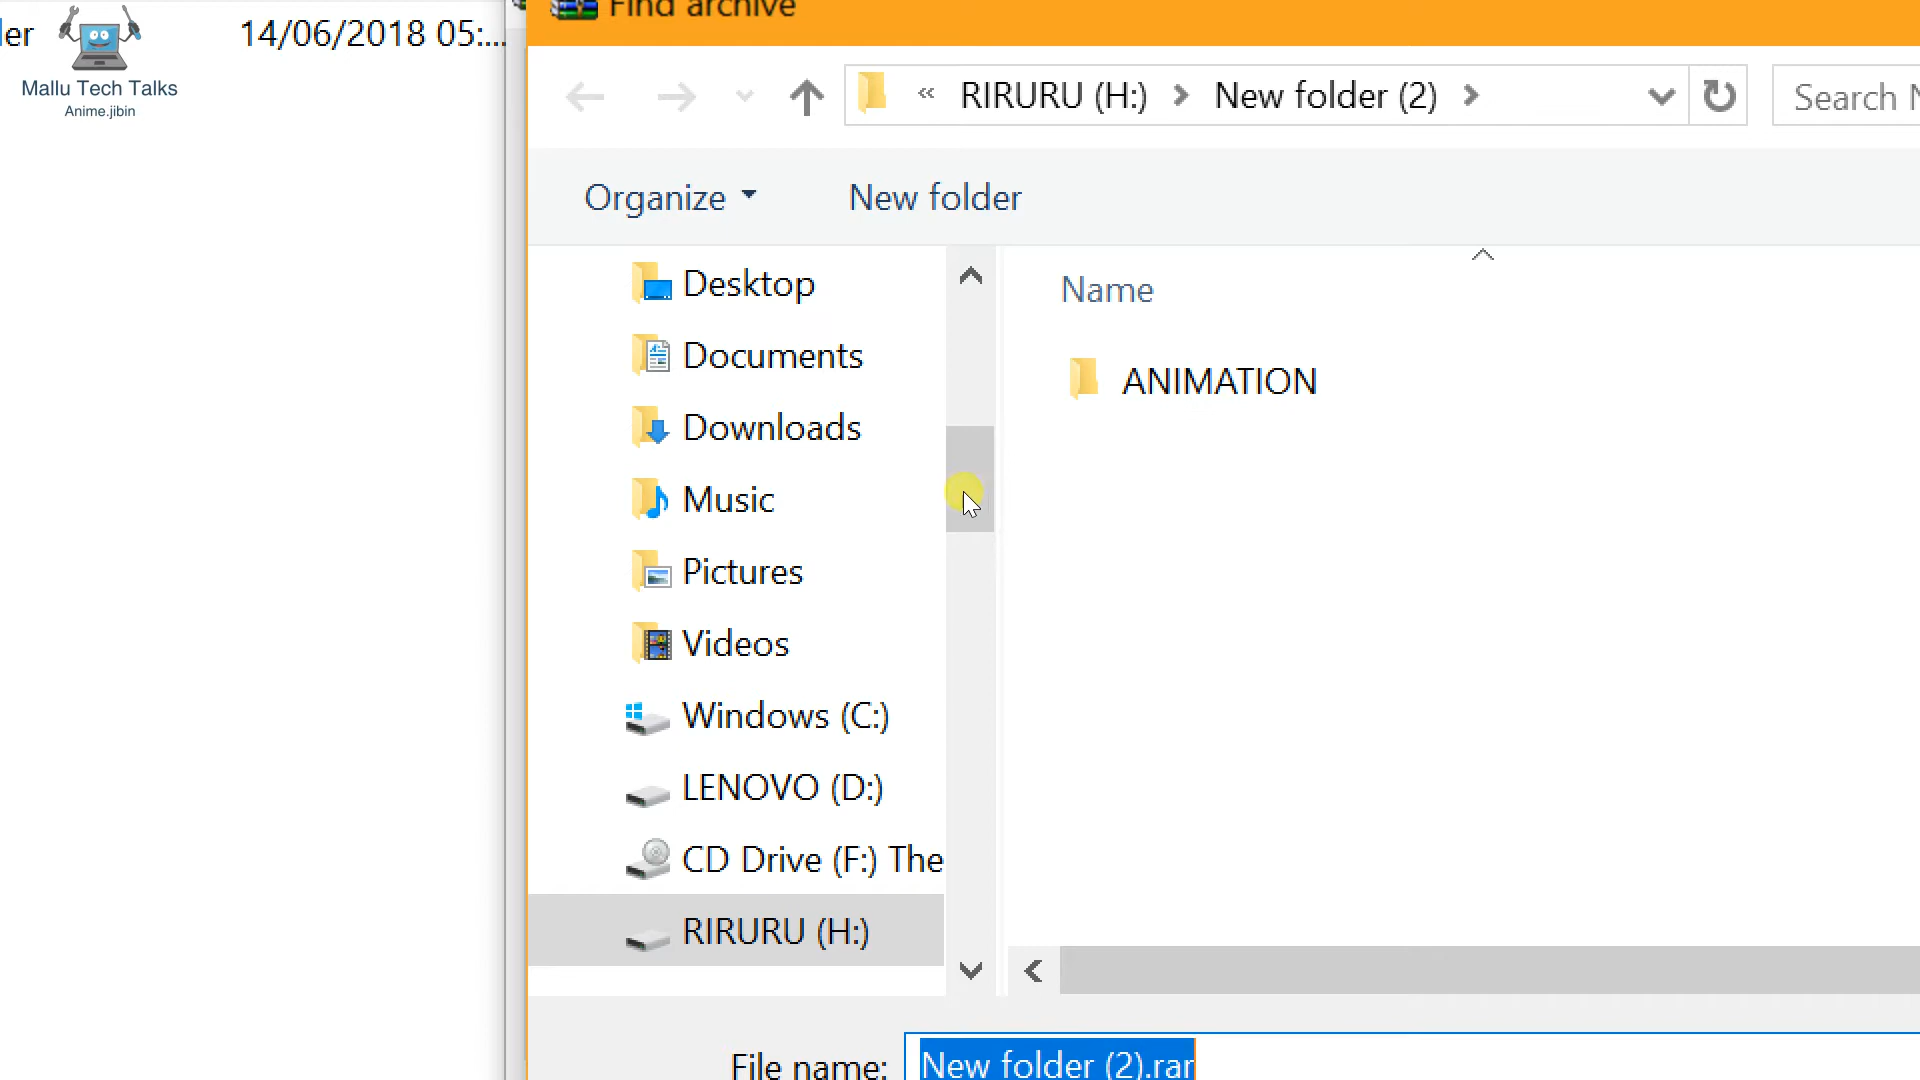 Find archive
er
14/06/2018 05:...
Mallu Tech Talks
Anime.jibin
« RIRURU (H:) > New folder (2) >
Search
Organize
New folder
Desktop
Documents
Downloads
Music
Pictures
Videos
Windows (C:)
LENOVO (D:)
CD Drive (F:) The
RIRURU (H:)
Name
ANIMATION
File name:
New folder (2).rar